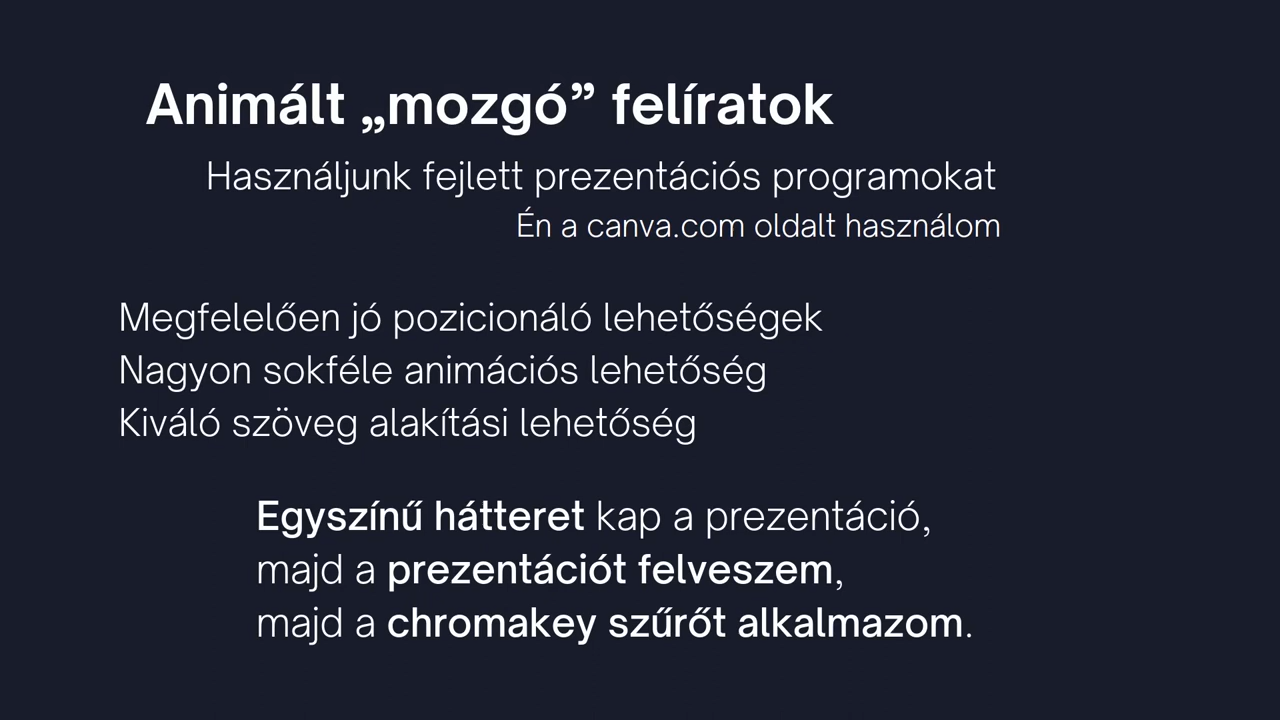 Animált „mozgó” felíratok
Használjunk fejlett prezentációs programokat
Én a canva.com oldalt használom
Megfelelően jó pozicionáló lehetőségek
Nagyon sokféle animációs lehetőség
Kiváló szöveg alakítási lehetőség
Egyszínű hátteret kap a prezentáció,
majd a prezentációt felveszem,
majd a chromakey szűrőt alkalmazom.